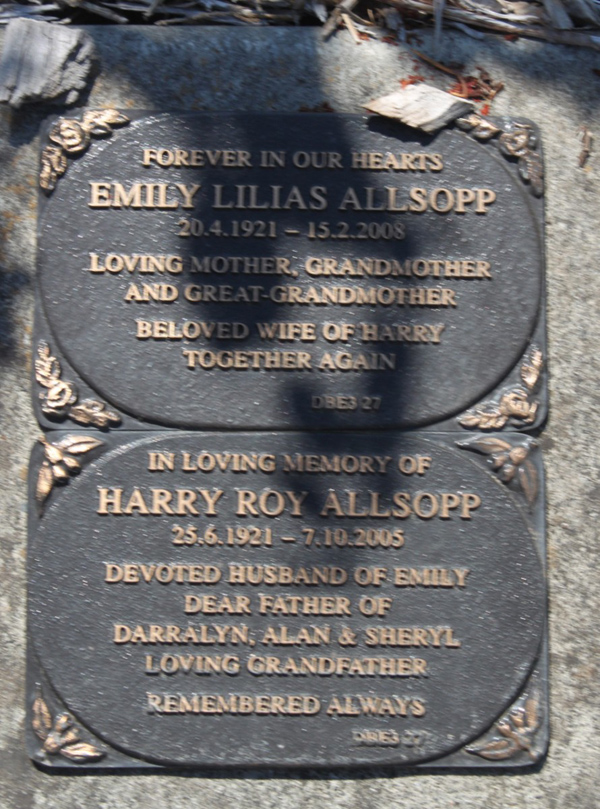 FOREVER IN OUR HEARTS
EMILY LILIAS ALLSOPP
20.4.1921 – 15.2.2008
LOVING MOTHER, GRANDMOTHER
AND GREAT-GRANDMOTHER
BELOVED WIFE OF HARRY
TOGETHER AGAIN
DBE3 27
IN LOVING MEMORY OF
HARRY ROY ALLSOPP
25.6.1921 – 7.10.2005
DEVOTED HUSBAND OF EMILY
DEAR FATHER OF
DARRALYN, ALAN & SHERYL
LOVING GRANDFATHER
REMEMBERED ALWAYS
DBE3 27